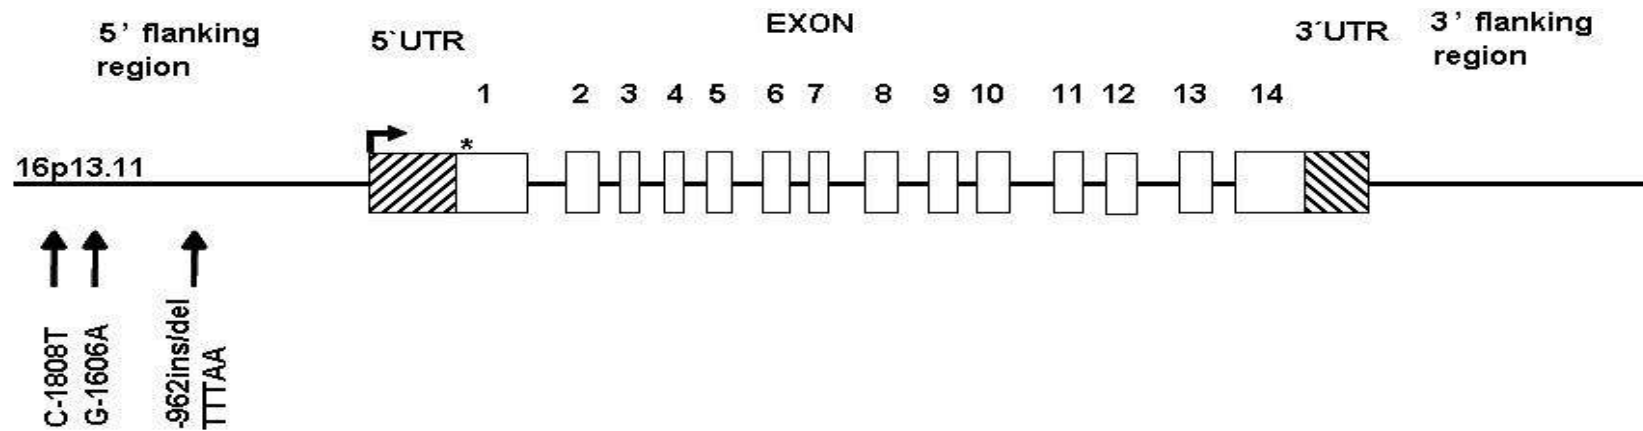 5’ flanking region
5`UTR
EXON
3´UTR
3’ flanking region
1 2 3 4 5 6 7 8 9 10 11 12 13 14
*
16p13.11
C-1808T
G-1606A
-962ins/del
TTTAA